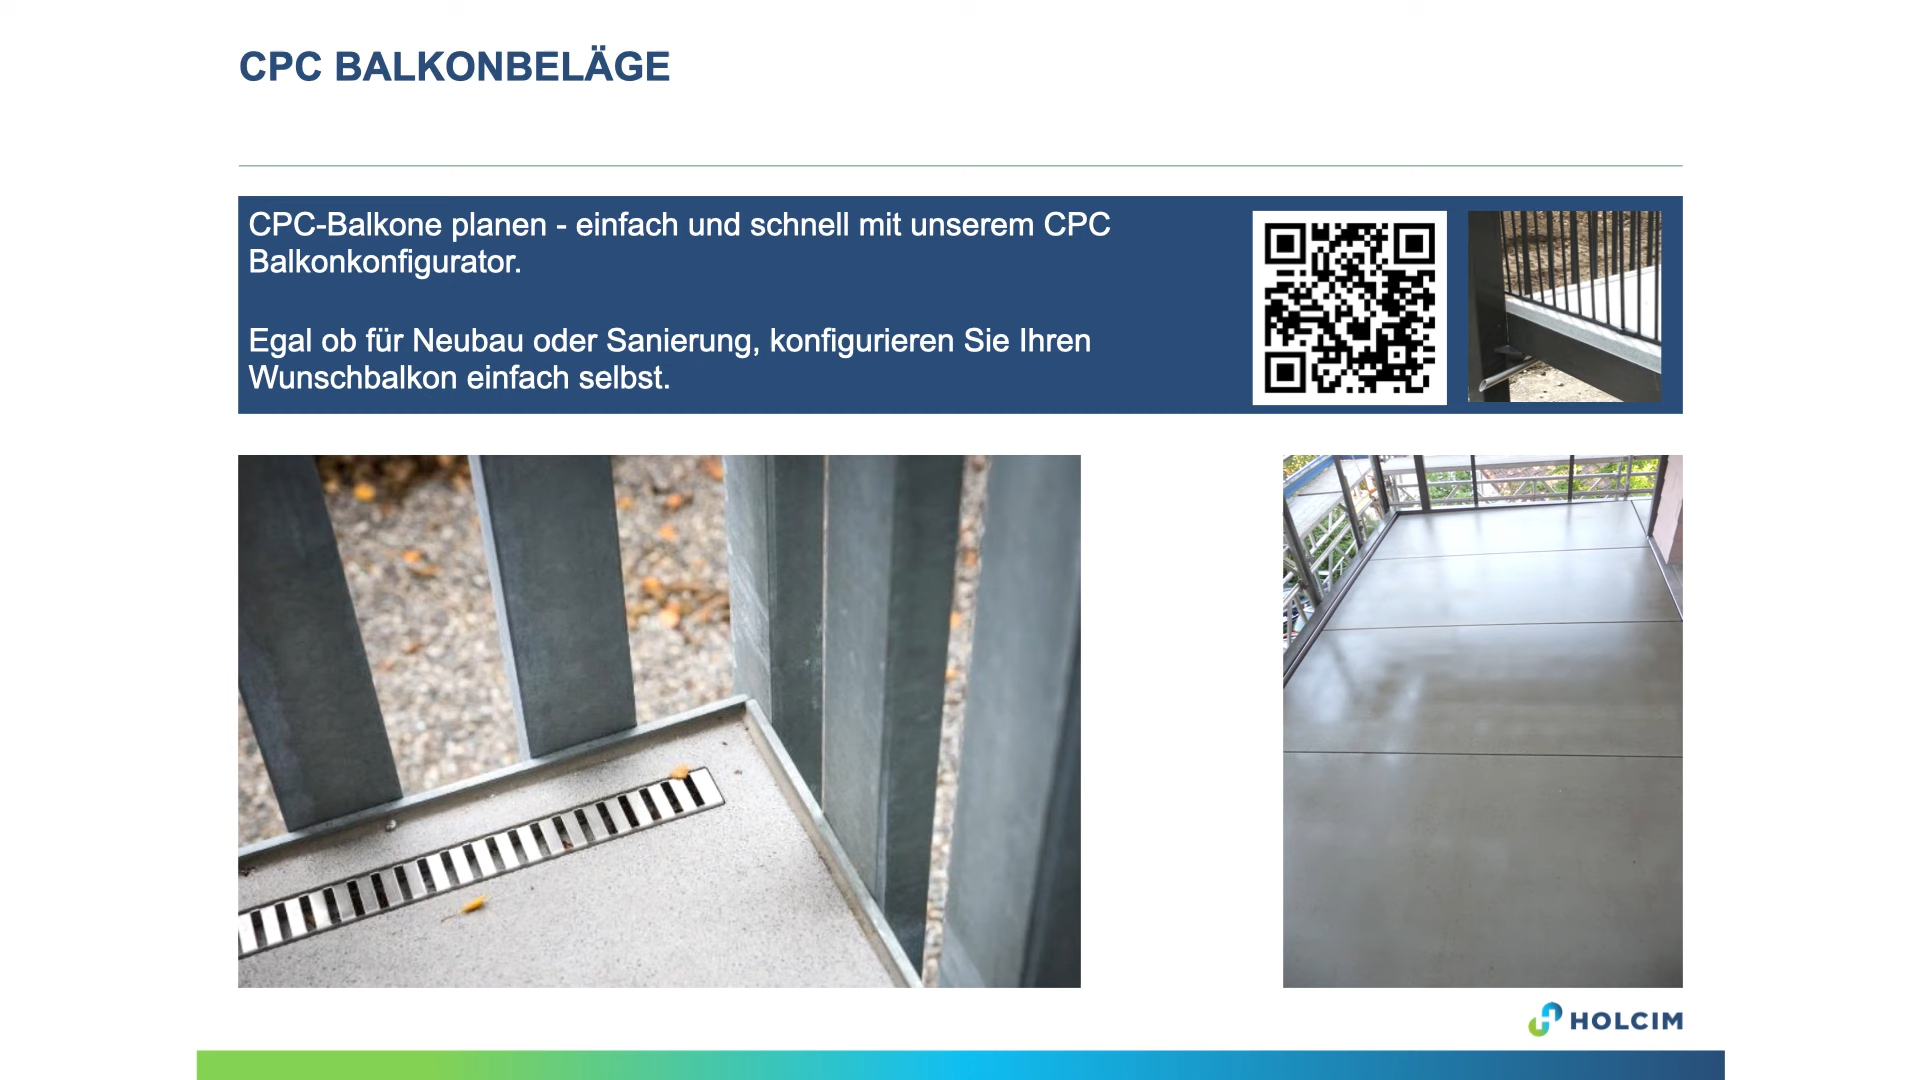 CPC BALKONBELÄGE
CPC-Balkone planen - einfach und schnell mit unserem CPC
Balkonkonfigurator.
Egal ob für Neubau oder Sanierung, konfigurieren Sie Ihren
Wunschbalkon einfach selbst.
HOLCIM